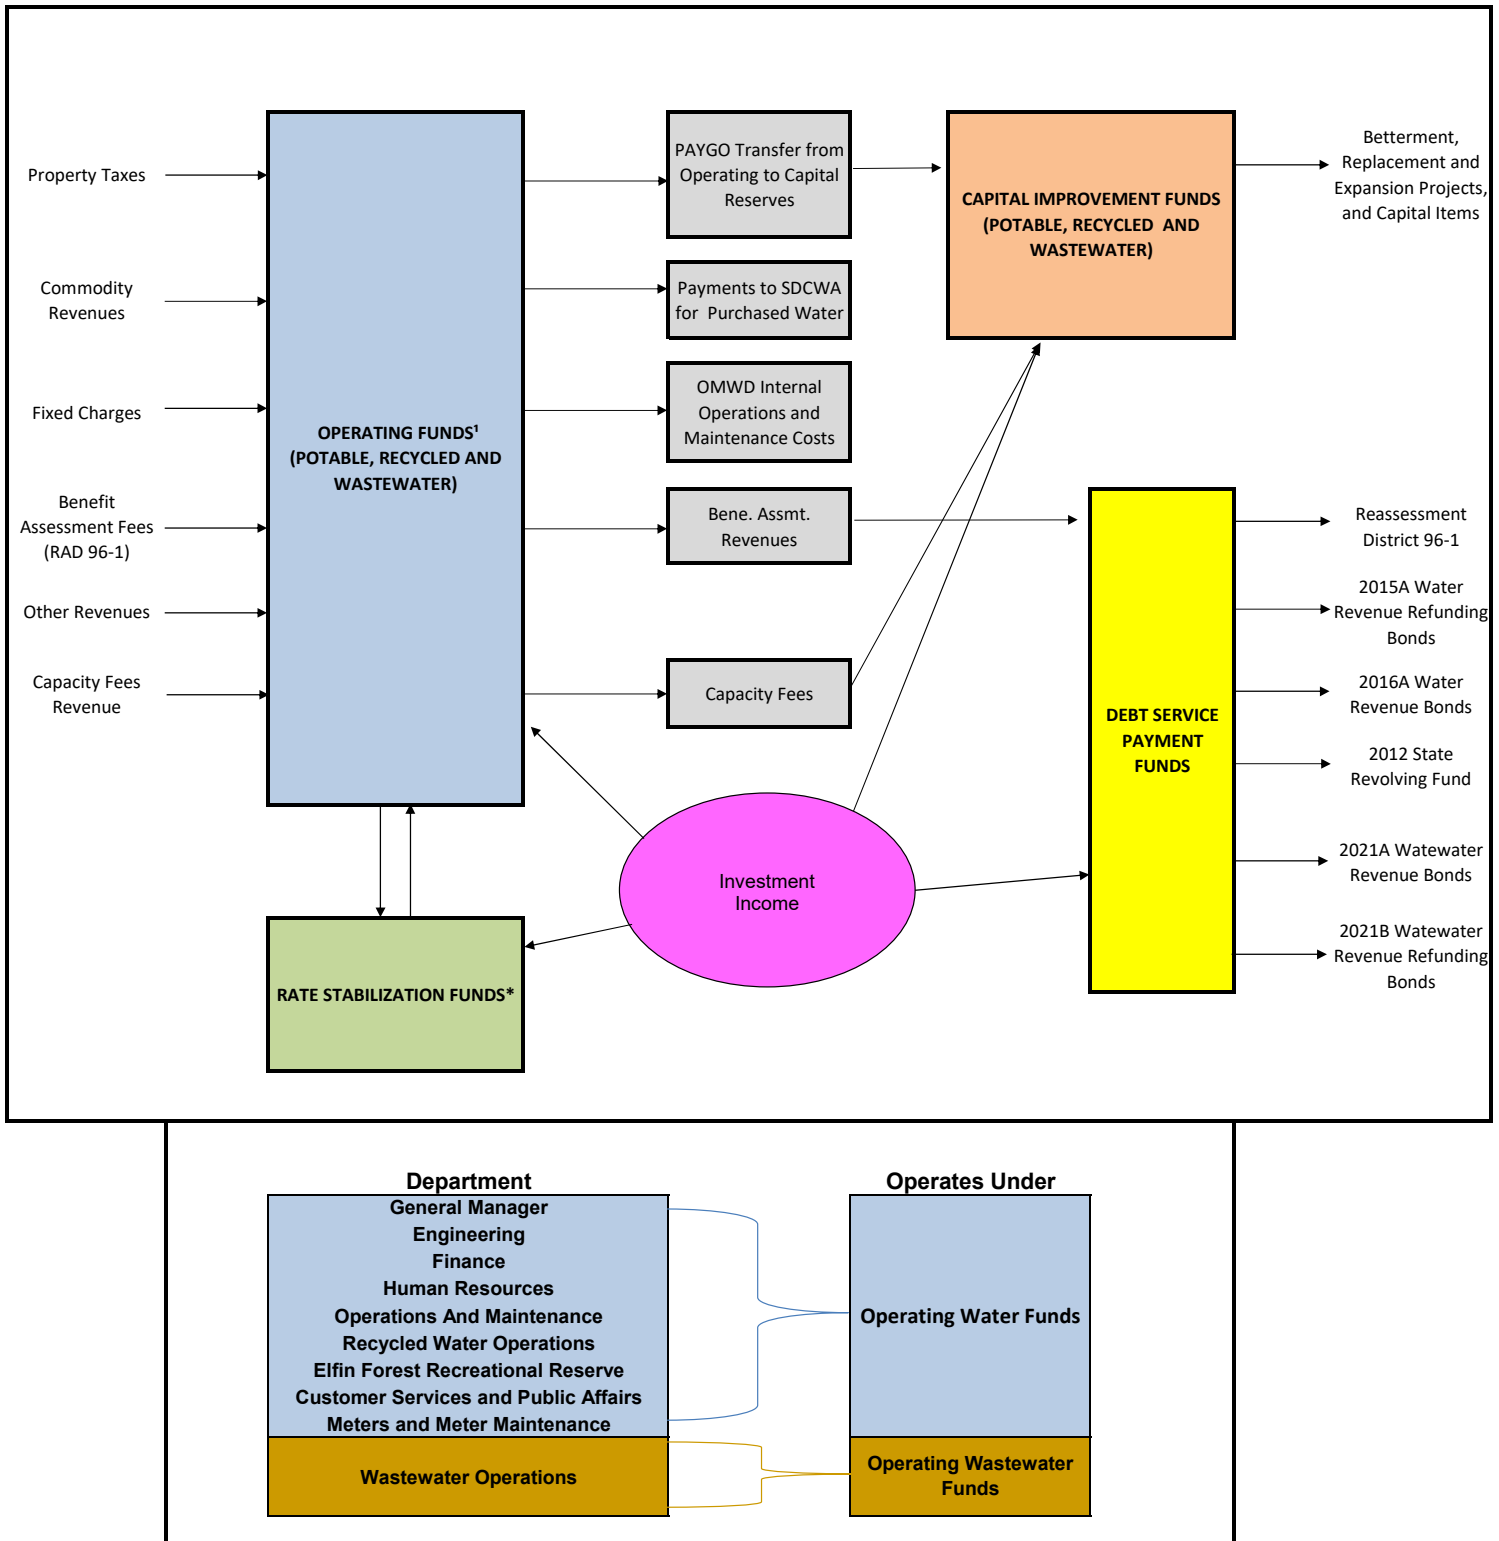 Property Taxes
Commodity
Revenues
Fixed Charges
Benefit
Assessment Fees
(RAD 96-1)
Other Revenues
Capacity Fees
Revenue
OPERATING FUNDS¹
(POTABLE, RECYCLED AND
WASTEWATER)
PAYGO Transfer from
Operating to Capital
Reserves
Payments to SDCWA
for Purchased Water
OMWD Internal
Operations and
Maintenance Costs
Bene. Assmt.
Revenues
Capacity Fees
CAPITAL IMPROVEMENT FUNDS
(POTABLE, RECYCLED AND
WASTEWATER)
Betterment,
Replacement and
Expansion Projects,
and Capital Items
DEBT SERVICE
PAYMENT
FUNDS
Reassessment
District 96-1
2015A Water
Revenue Refunding
Bonds
2016A Water
Revenue Bonds
2012 State
Revolving Fund
2021A Watewater
Revenue Bonds
2021B Watewater
Revenue Refunding
Bonds
Investment
Income
RATE STABILIZATION FUNDS*
Department
General Manager
Engineering
Finance
Human Resources
Operations And Maintenance
Recycled Water Operations
Elfin Forest Recreational Reserve
Customer Services and Public Affairs
Meters and Meter Maintenance
Wastewater Operations
Operates Under
Operating Water Funds
Operating Wastewater
Funds